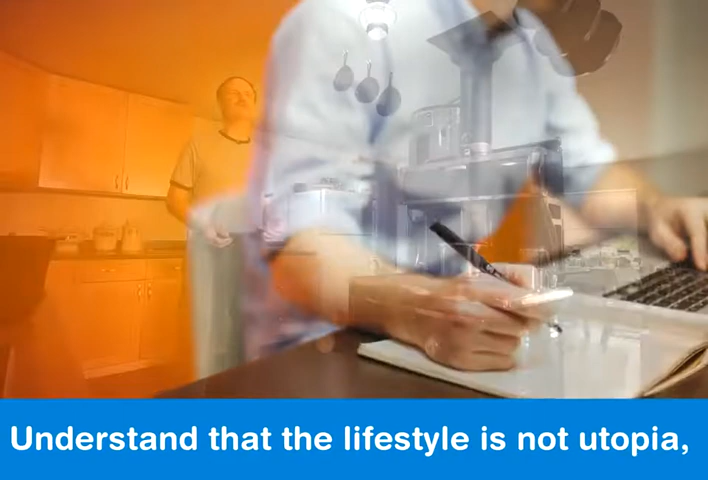 Understand that the lifestyle is not utopia,